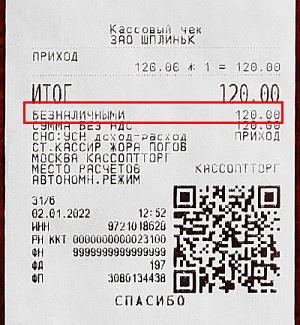 Кассовый чек
ЗАО ШПЛИНЬК
ПРИХОД
120.00 * 1 = 120.00
ИТОГ 120.00
БЕЗНАЛИЧНЫМИ 120.00
СУММА БЕЗ НДС 120.00
СНО:УСН доход-расход ПРИХОД
СТ.КАССИР ЖОРА ПОГОВ
МОСКВА КАССОПТТОРГ
МЕСТО РАСЧЕТОВ КАССОПТТОРГ
АВТОНОМН.РЕЖИМ
31/6
02.01.2022 12:52
ИНН 9721018620
РН ККТ 0000000000023100
ФН 9999999999999999
ФД 197
ФП 3080134438
СПАСИБО